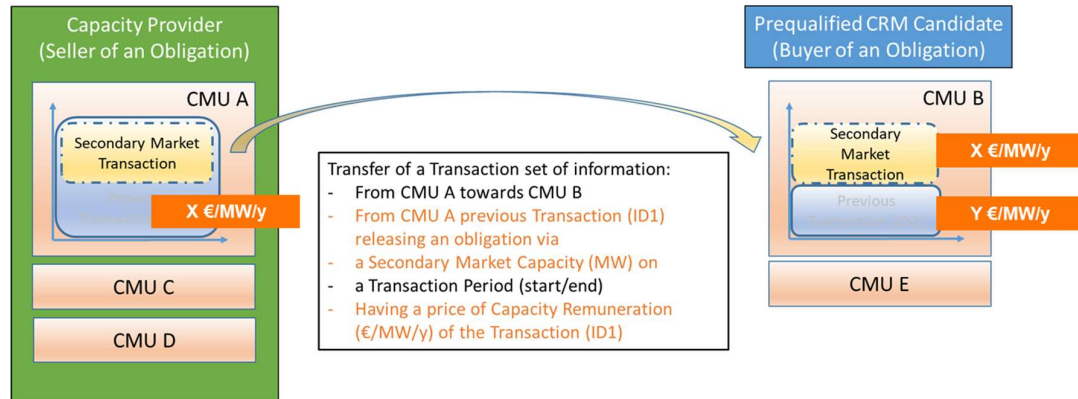 Capacity Provider
(Seller of an Obligation)
CMU A
Secondary Market
Transaction
X €/MW/y
CMU C
CMU D
Transfer of a Transaction set of information:
- From CMU A towards CMU B
- From CMU A previous Transaction (ID1)
releasing an obligation via
- a Secondary Market Capacity (MW) on
- a Transaction Period (start/end)
- Having a price of Capacity Remuneration
(€/MW/y) of the Transaction (ID1)
Prequalified CRM Candidate
(Buyer of an Obligation)
CMU B
Secondary
Market
Transaction
X €/MW/y
Previous
Y €/MW/y
CMU E